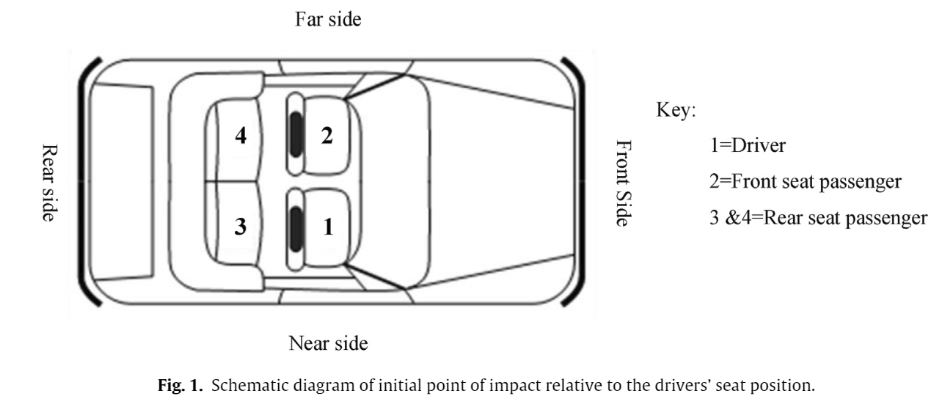 Far side
Key:
4
2
1=Driver
Rear side
Front Side
2=Front seat passenger
3
1
3 &4=Rear seat passenger
Near side
Fig. 1. Schematic diagram of initial point of impact relative to the drivers' seat position.